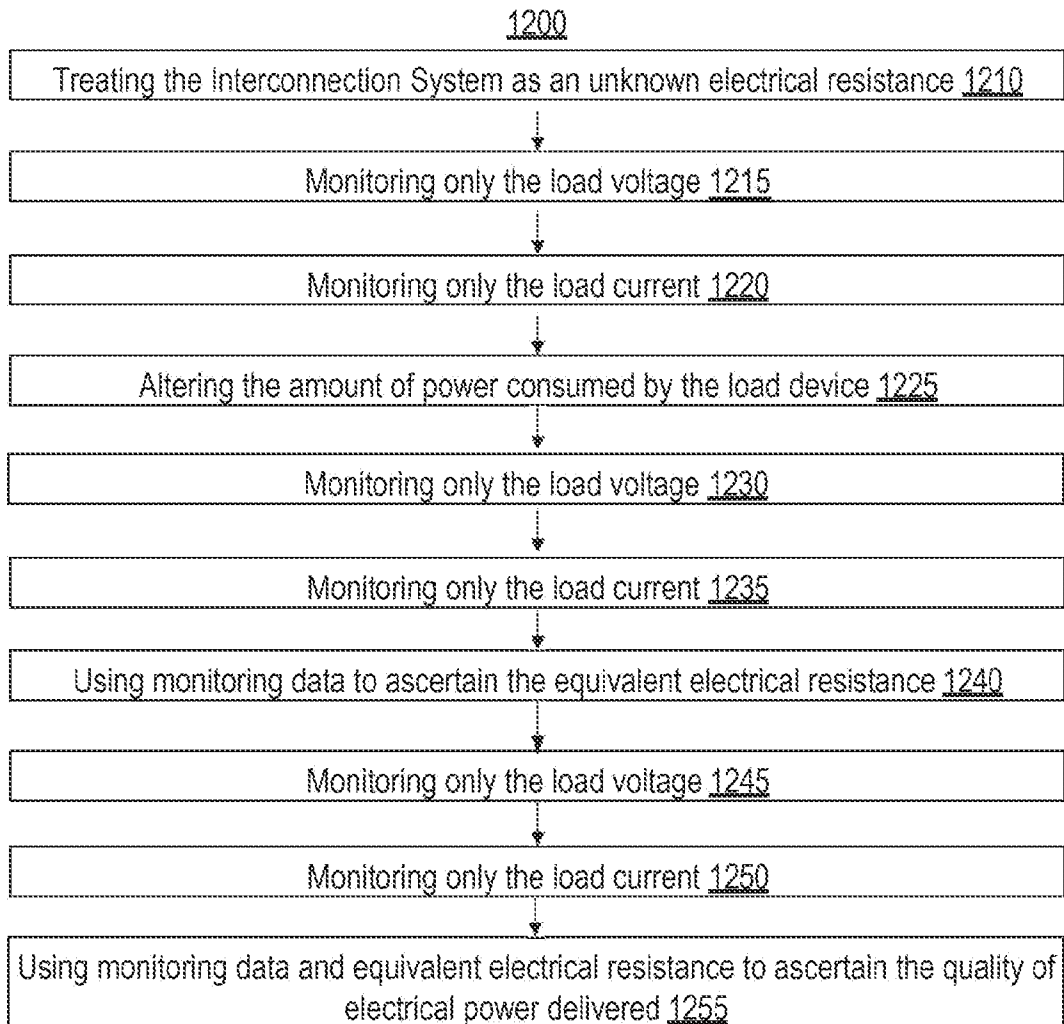 1200
Treating the Interconnection System as an unknown electrical resistance 1210
Monitoring only the load voltage 1215
Monitoring only the load current 1220
Altering the amount of power consumed by the load device 1225
Monitoring only the load voltage 1230
Monitoring only the load current 1235
Using monitoring data to ascertain the equivalent electrical resistance 1240
Monitoring only the load voltage 1245
Monitoring only the load current 1250
Using monitoring data and equivalent electrical resistance to ascertain the quality of
electrical power delivered 1255